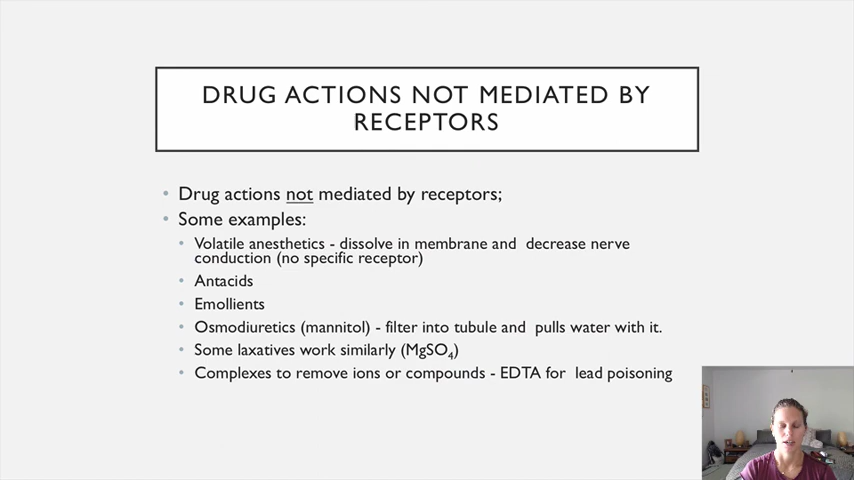 DRUG ACTIONS NOT MEDIATED BY
RECEPTORS
• Drug actions not mediated by receptors;
• Some examples:
• Volatile anesthetics - dissolve in membrane and decrease nerve
conduction (no specific receptor)
• Antacids
• Emollients
• Osmodiuretics (mannitol) - filter into tubule and pulls water with it.
• Some laxatives work similarly (MgSO₄)
• Complexes to remove ions or compounds - EDTA for lead poisoning